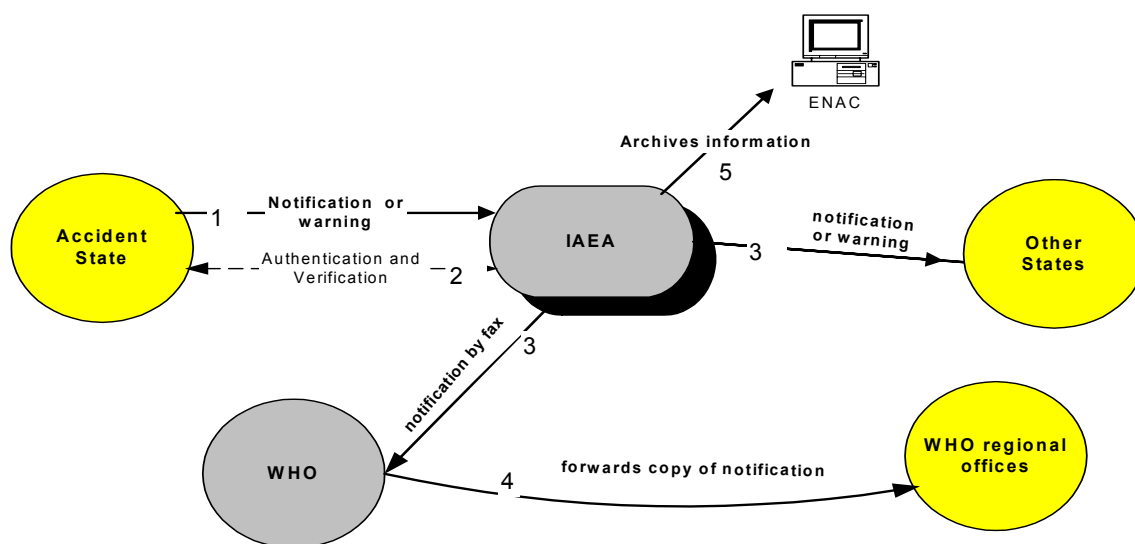 ENAC
Archives information
5
1
Notification or
warning
Accident
State
Authentication and
Verification
2
IAEA
3
notification
or warning
Other
States
3
notification by fax
WHO
4
forwards copy of notification
WHO regional
offices